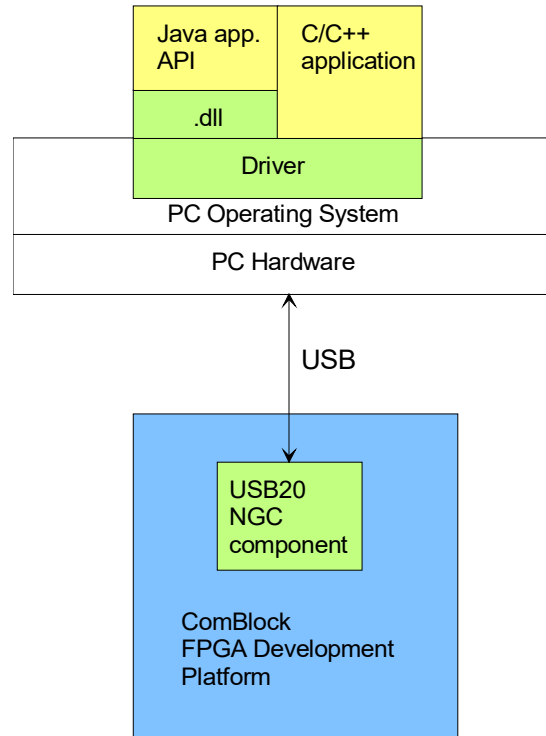 Java app.
API
C/C++
application
.dll
Driver
PC Operating System
PC Hardware
USB
USB20
NGC
component
ComBlock
FPGA Development
Platform